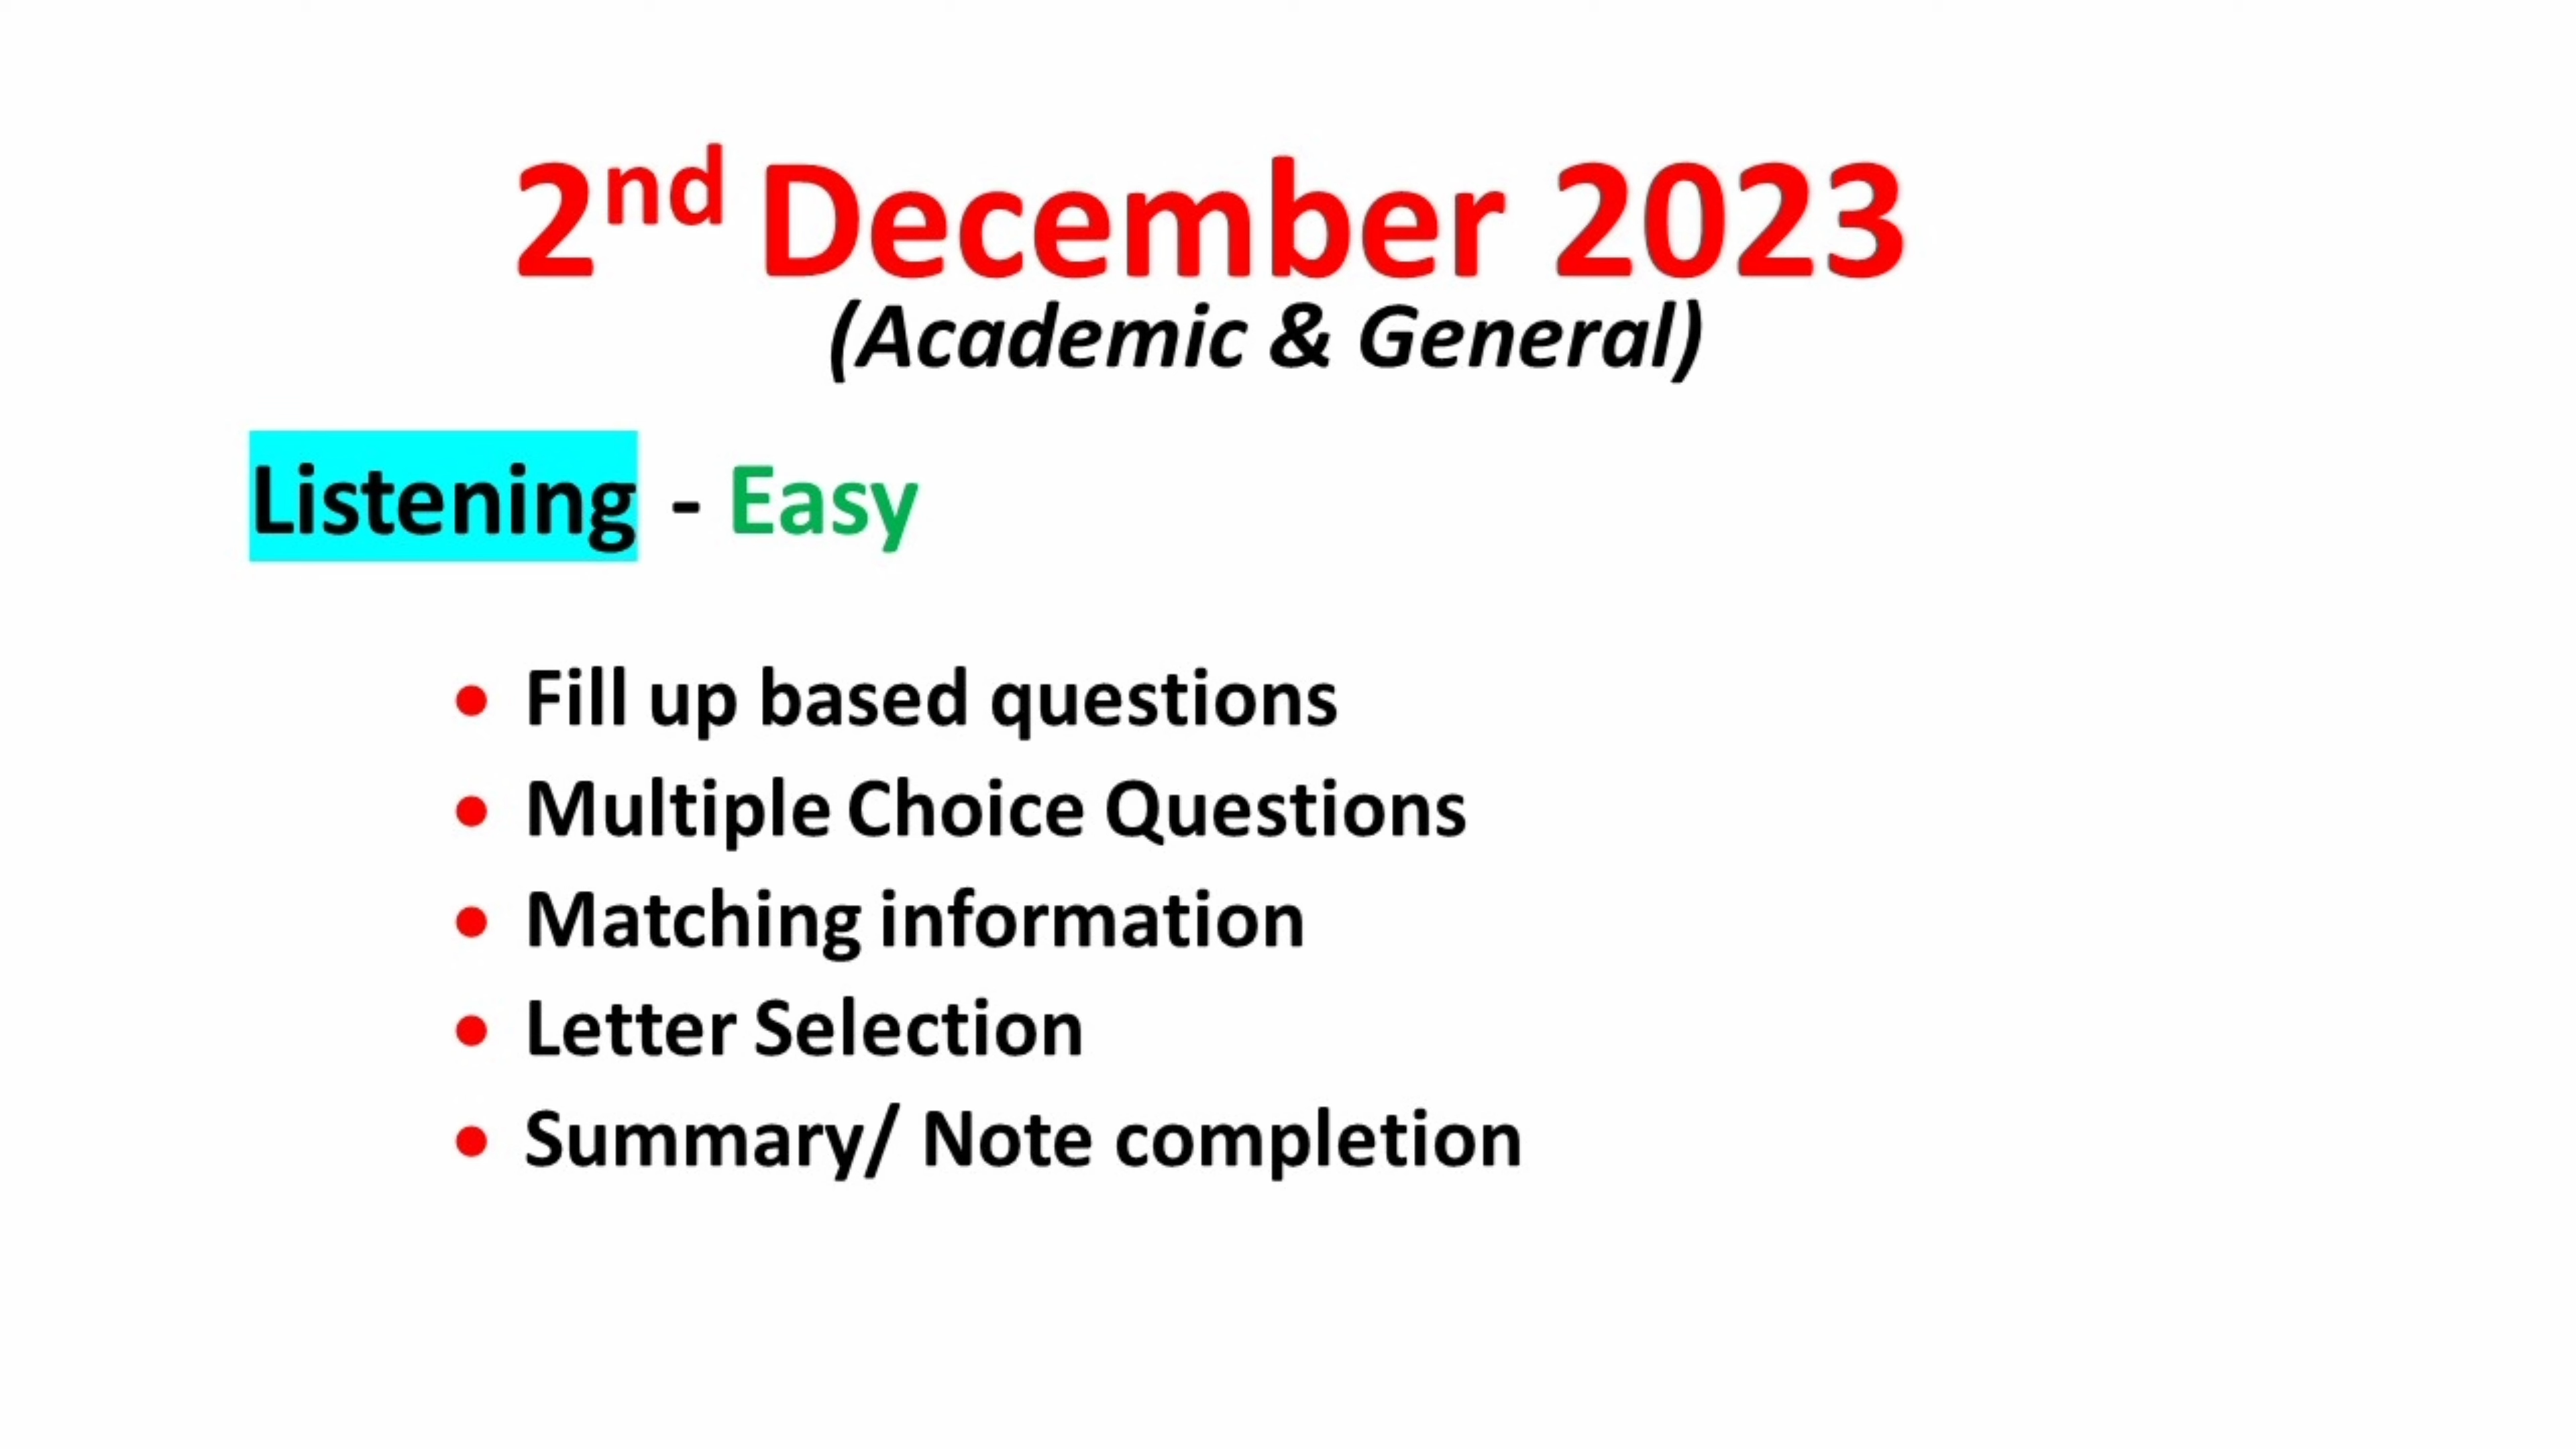 2nd December 2023
(Academic & General)
Listening - Easy
• Fill up based questions
• Multiple Choice Questions
• Matching information
• Letter Selection
• Summary/ Note completion